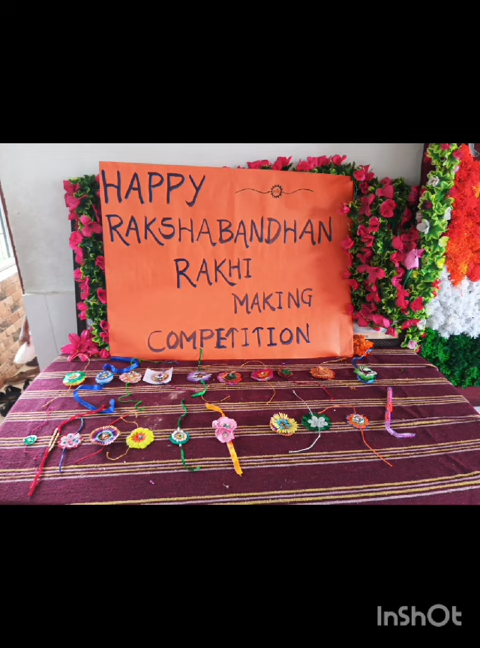 HAPPY
RAKSHABANDHAN
RAKHI
MAKING
COMPETITION
InShOt